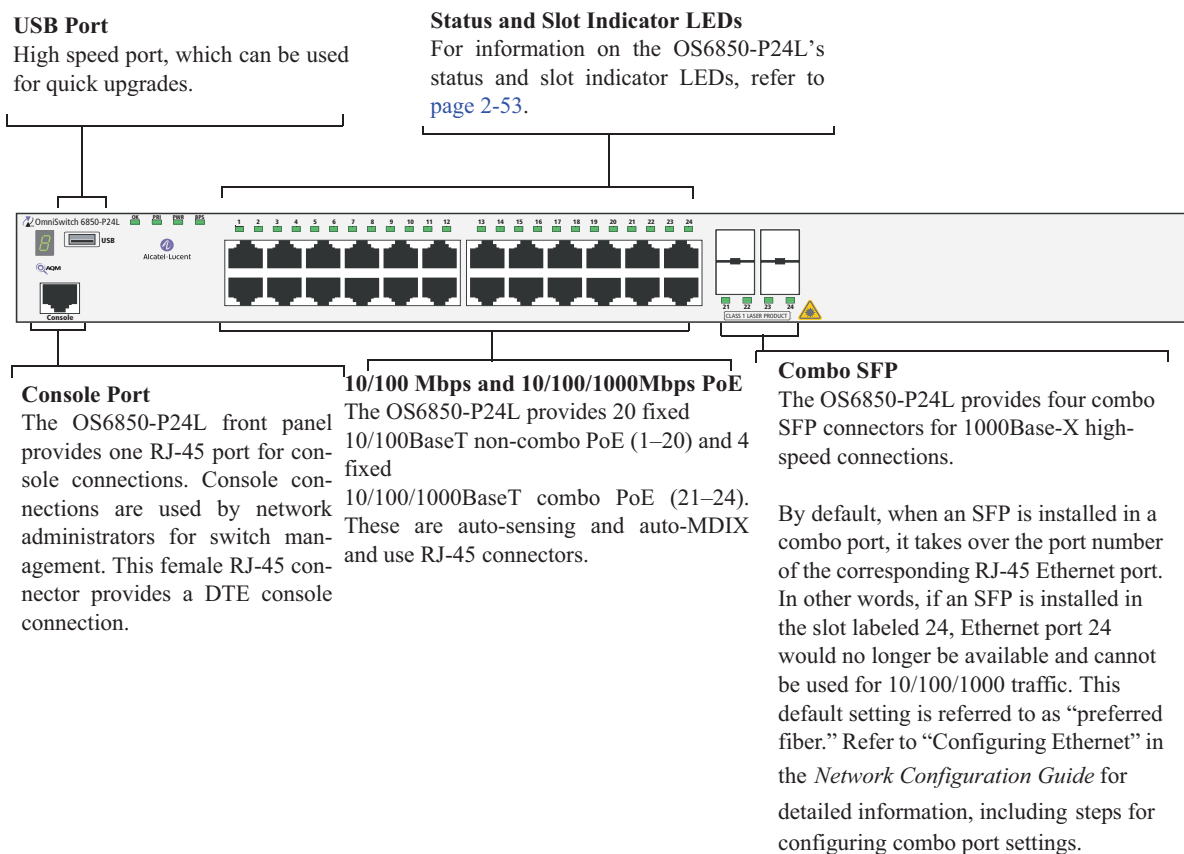 USB Port
High speed port, which can be used
for quick upgrades.
Status and Slot Indicator LEDs
For information on the OS6850-P24L's
status and slot indicator LEDs, refer to
page 2-53.
OmniSwitch 6850-P24L
OK PRI PWR BPS
1 2 3 4 5 6 7 8 9 10 11 12
13 14 15 16 17 18 19 20 21 22 23 24
USB
Alcatel·Lucent
AQM
Console
21 22 23 24
CLASS 1 LASER PRODUCT
Console Port
The OS6850-P24L front panel
provides one RJ-45 port for con-
sole connections. Console con-
nections are used by network
administrators for switch man-
agement. This female RJ-45 con-
nector provides a DTE console
connection.
10/100 Mbps and 10/100/1000Mbps PoE
The OS6850-P24L provides 20 fixed
10/100BaseT non-combo PoE (1–20) and 4
fixed
10/100/1000BaseT combo PoE (21–24).
These are auto-sensing and auto-MDIX
and use RJ-45 connectors.
Combo SFP
The OS6850-P24L provides four combo
SFP connectors for 1000Base-X high-
speed connections.
By default, when an SFP is installed in a
combo port, it takes over the port number
of the corresponding RJ-45 Ethernet port.
In other words, if an SFP is installed in
the slot labeled 24, Ethernet port 24
would no longer be available and cannot
be used for 10/100/1000 traffic. This
default setting is referred to as “preferred
fiber.” Refer to “Configuring Ethernet” in
the Network Configuration Guide for
detailed information, including steps for
configuring combo port settings.